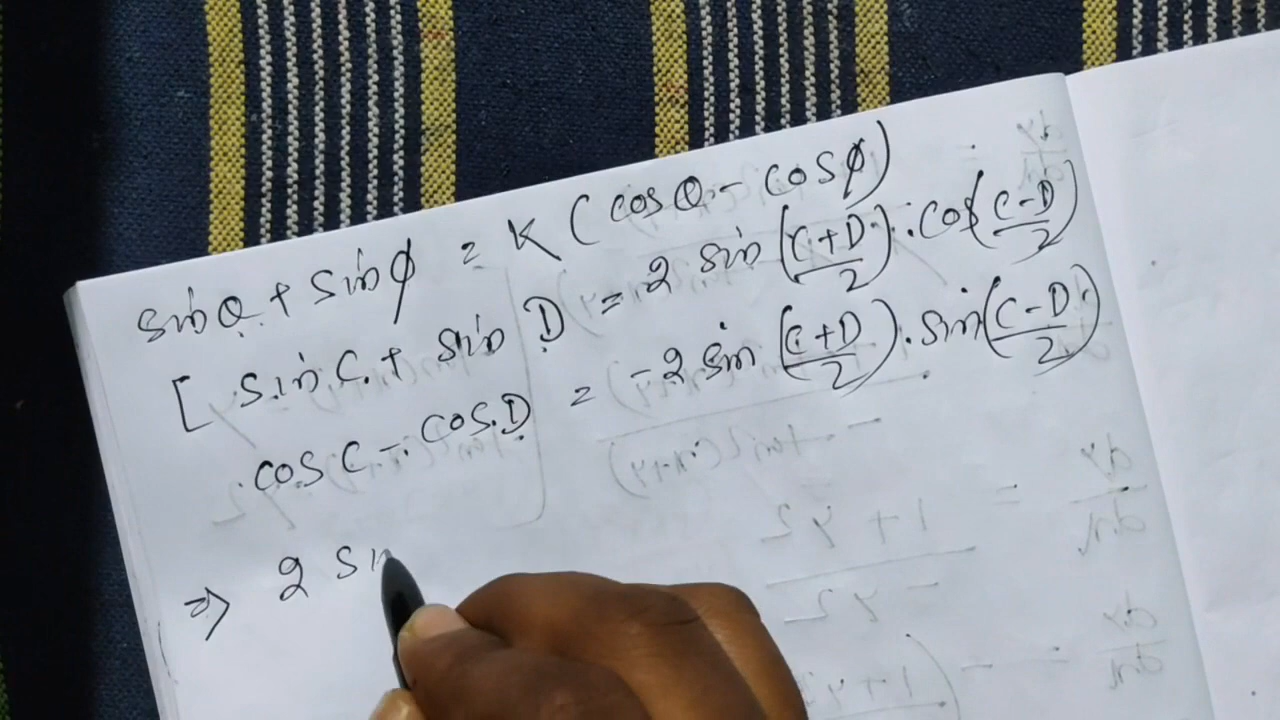 sinθ + sinϕ = K (cosθ - cosϕ)
[ sin C + sin D = 2 sin (C+D/2) . cos (C-D/2)
cos C - cos D = -2 sin (C+D/2) . sin (C-D/2)
⇒ 2 si